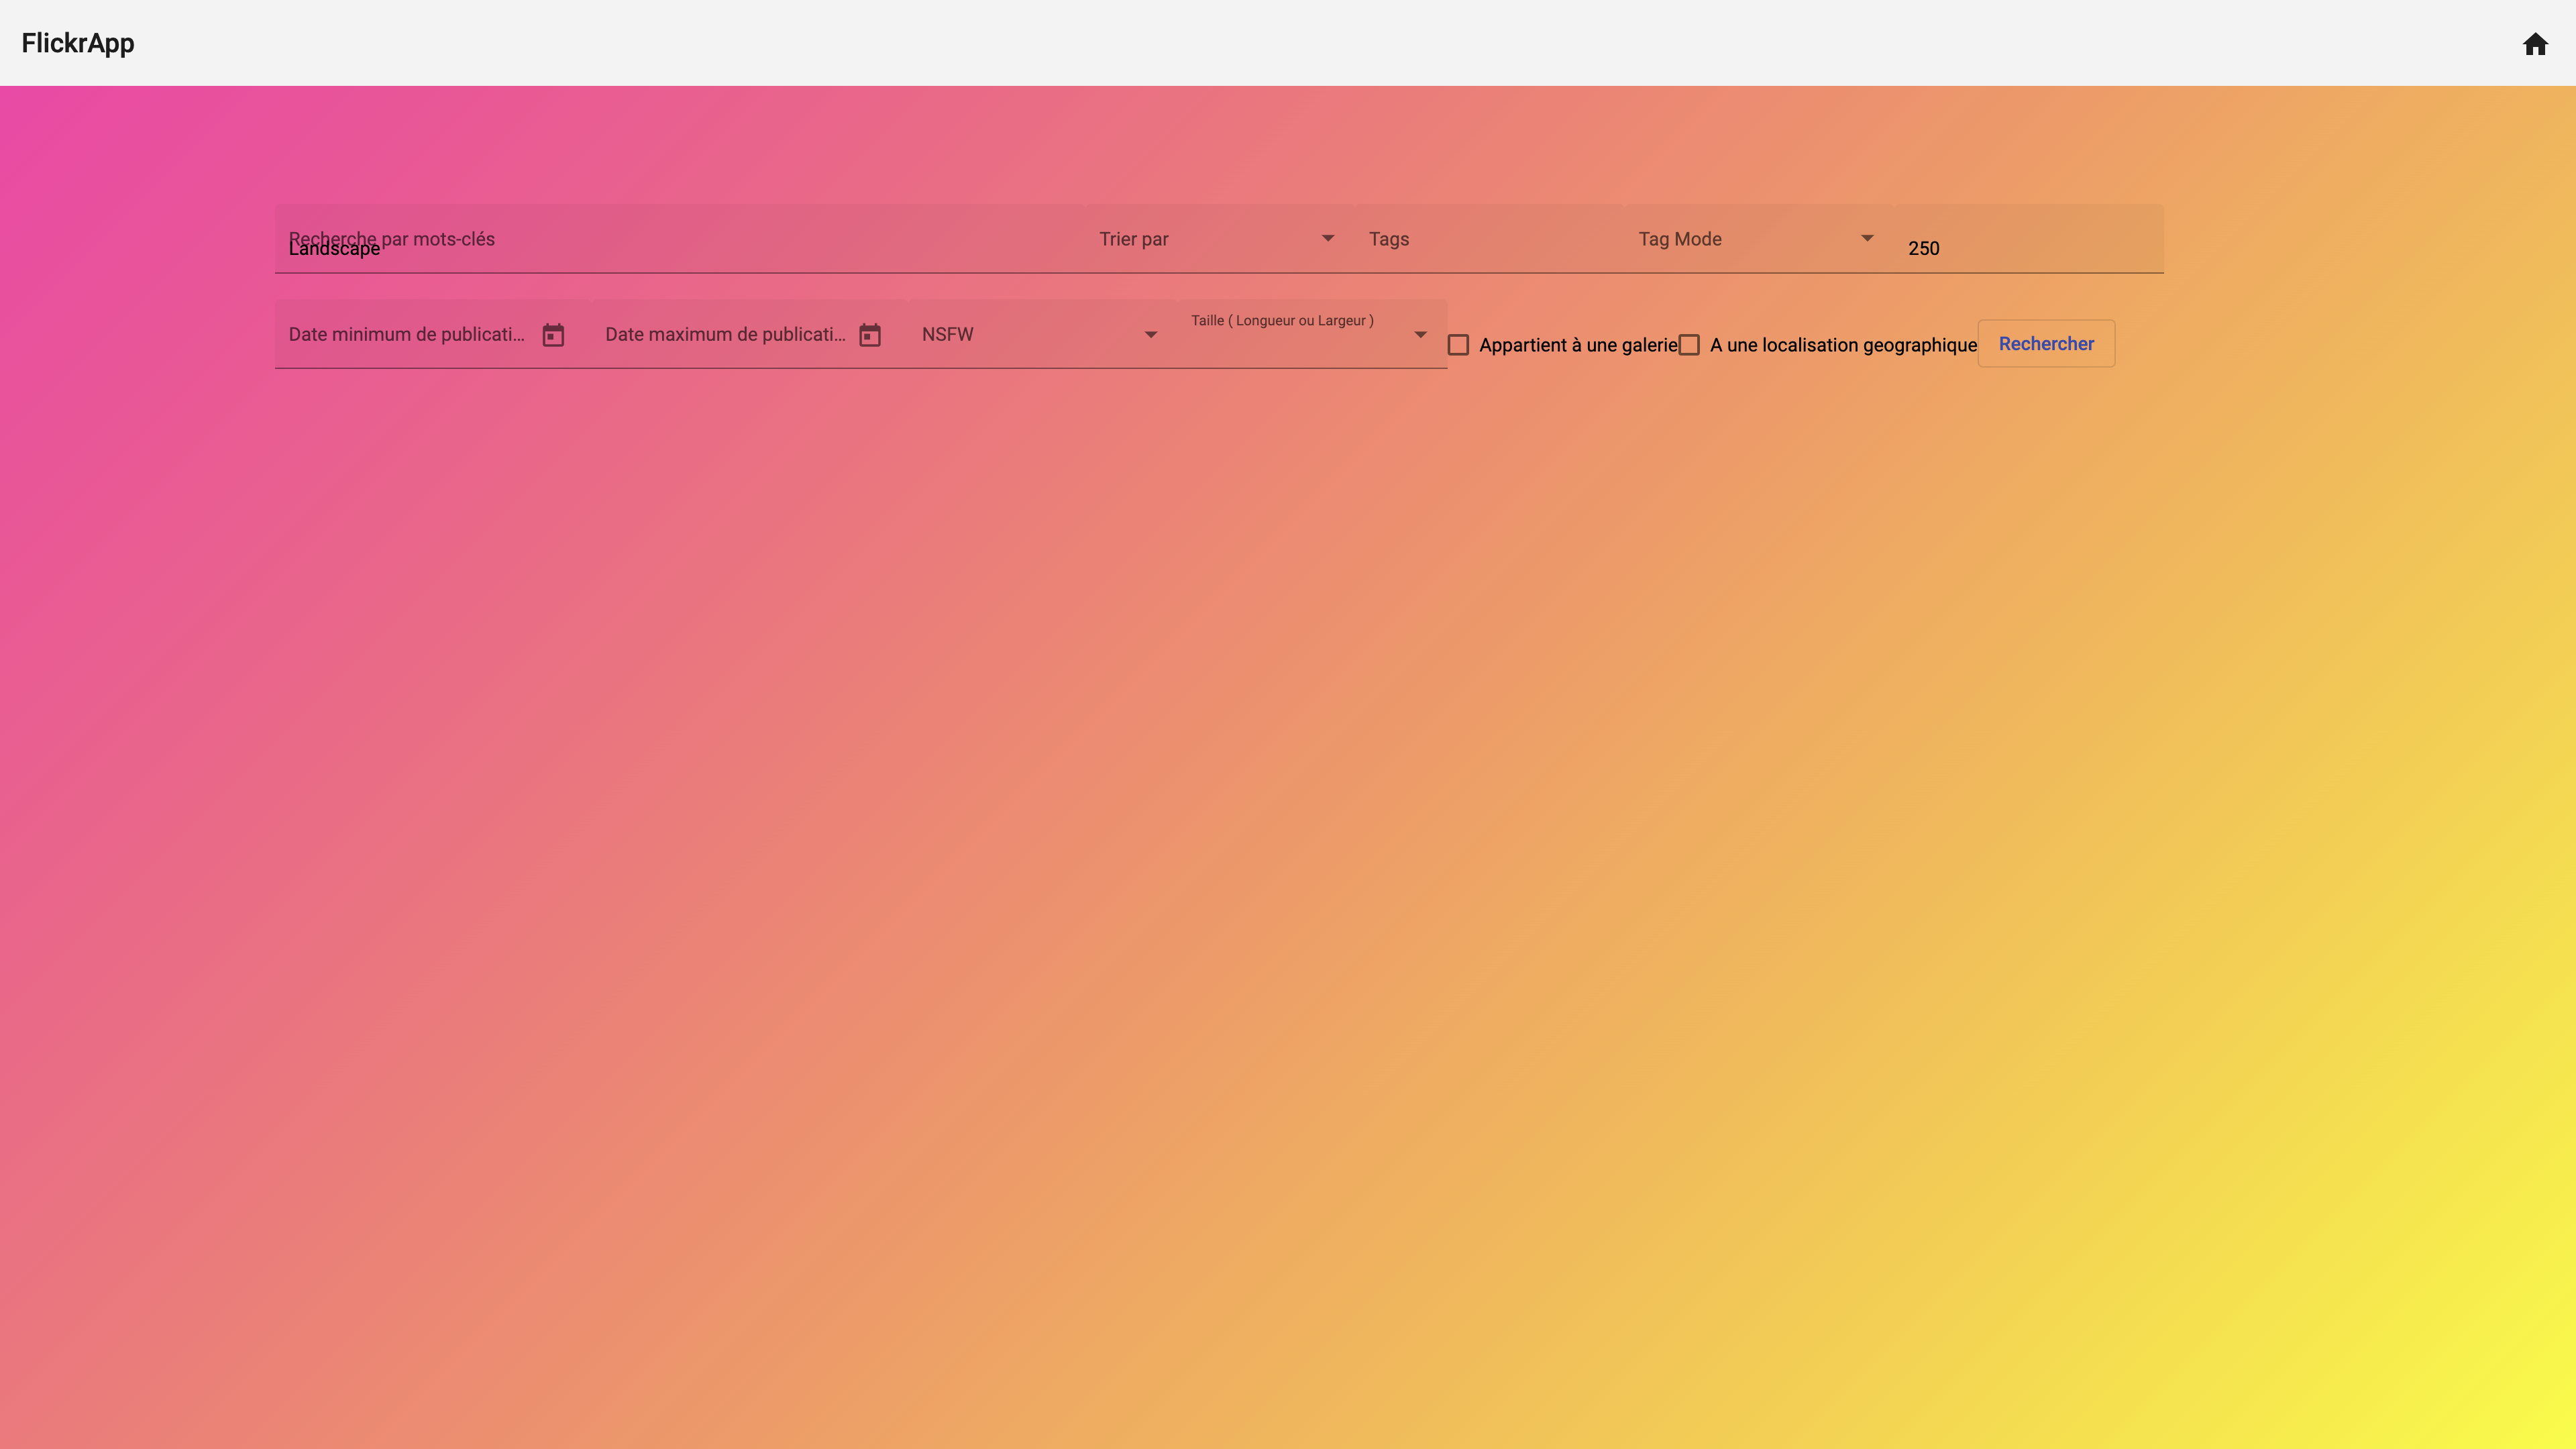 FlickrApp
Recherche par mots-clés
Landscape
Trier par
Tags
Tag Mode
250
Date minimum de publicati...
Date maximum de publicati...
NSFW
Taille ( Longueur ou Largeur )
Appartient à une galerie
A une localisation geographique
Rechercher